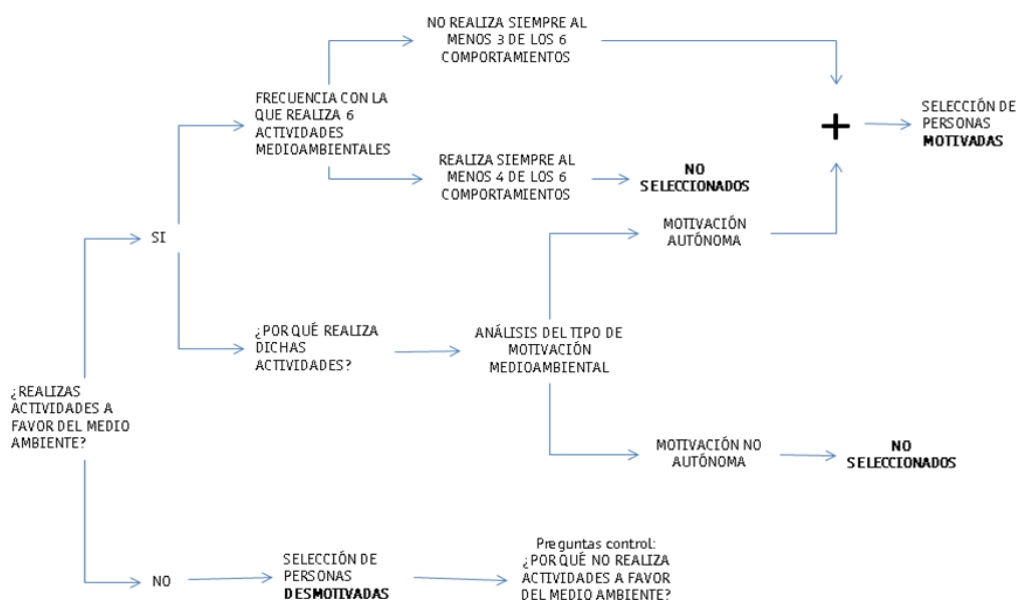 NO REALIZA SIEMPRE AL
MENOS 3 DE LOS 6
COMPORTAMIENTOS
FRECUENCIA CON LA
QUE REALIZA 6
ACTIVIDADES
MEDIOAMBIENTALES
SELECCIÓN DE
PERSONAS
MOTIVADAS
+
REALIZA SIEMPRE AL
MENOS 4 DE LOS 6
COMPORTAMIENTOS
NO
SELECCIONADOS
SI
MOTIVACIÓN
AUTÓNOMA
¿POR QUÉ REALIZA
DICHAS
ACTIVIDADES?
ANÁLISIS DEL TIPO DE
MOTIVACIÓN
MEDIOAMBIENTAL
¿REALIZAS
ACTIVIDADES A
FAVOR DEL MEDIO
AMBIENTE?
MOTIVACIÓN NO
AUTÓNOMA
NO
SELECCIONADOS
NO
SELECCIÓN DE
PERSONAS
DESMOTIVADAS
Preguntas control:
¿POR QUÉ NO REALIZA
ACTIVIDADES A FAVOR
DEL MEDIO AMBIENTE?